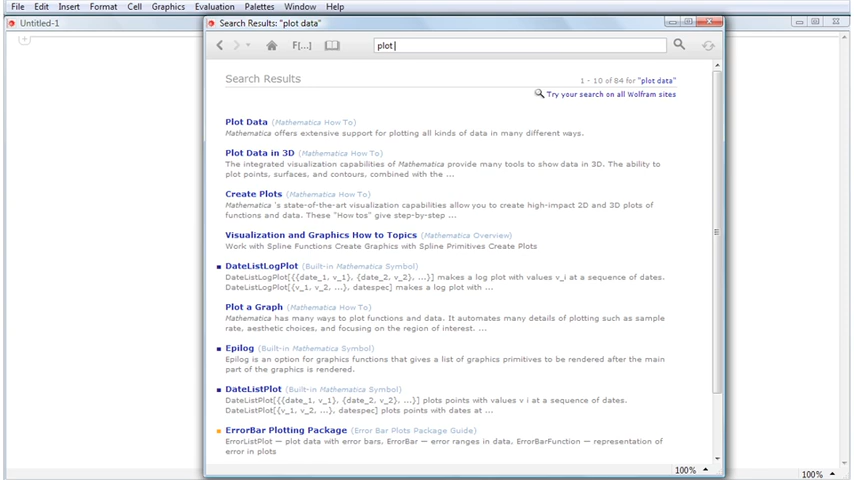 File Edit Insert Format Cell Graphics Evaluation Palettes Window Help
Untitled-1
Search Results: "plot data"
F[...]
plot
Search Results
1 - 10 of 84 for "plot data"
Try your search on all Wolfram sites
Plot Data (Mathematica How To)
Mathematica offers extensive support for plotting all kinds of data in many different ways.
Plot Data in 3D (Mathematica How To)
The integrated visualization capabilities of Mathematica provide many tools to show data in 3D. The ability to
plot points, surfaces, and contours, combined with the ...
Create Plots (Mathematica How To)
Mathematica 's state-of-the-art visualization capabilities allow you to create high-impact 2D and 3D plots of
functions and data. These "How tos" give step-by-step ...
Visualization and Graphics How to Topics (Mathematica Overview)
Work with Spline Functions Create Graphics with Spline Primitives Create Plots
DateListLogPlot (Built-in Mathematica Symbol)
DateListLogPlot[{{date_1, v_1}, {date_2, v_2}, ...}] makes a log plot with values v_i at a sequence of dates.
DateListLogPlot[{v_1, v_2, ...}, datespec] makes a log plot with ...
Plot a Graph (Mathematica How To)
Mathematica has many ways to plot functions and data. It automates many details of plotting such as sample
rate, aesthetic choices, and focusing on the region of interest. ...
Epilog (Built-in Mathematica Symbol)
Epilog is an option for graphics functions that gives a list of graphics primitives to be rendered after the main
part of the graphics is rendered.
DateListPlot (Built-in Mathematica Symbol)
DateListPlot[{{date_1, v_1}, {date_2, v_2}, ...}] plots points with values v_i at a sequence of dates.
DateListPlot[{v_1, v_2, ...}, datespec] plots points with dates at ...
ErrorBar Plotting Package (Error Bar Plots Package Guide)
ErrorListPlot — plot data with error bars, ErrorBar — error ranges in data, ErrorBarFunction — representation of
error in plots
100%
100%